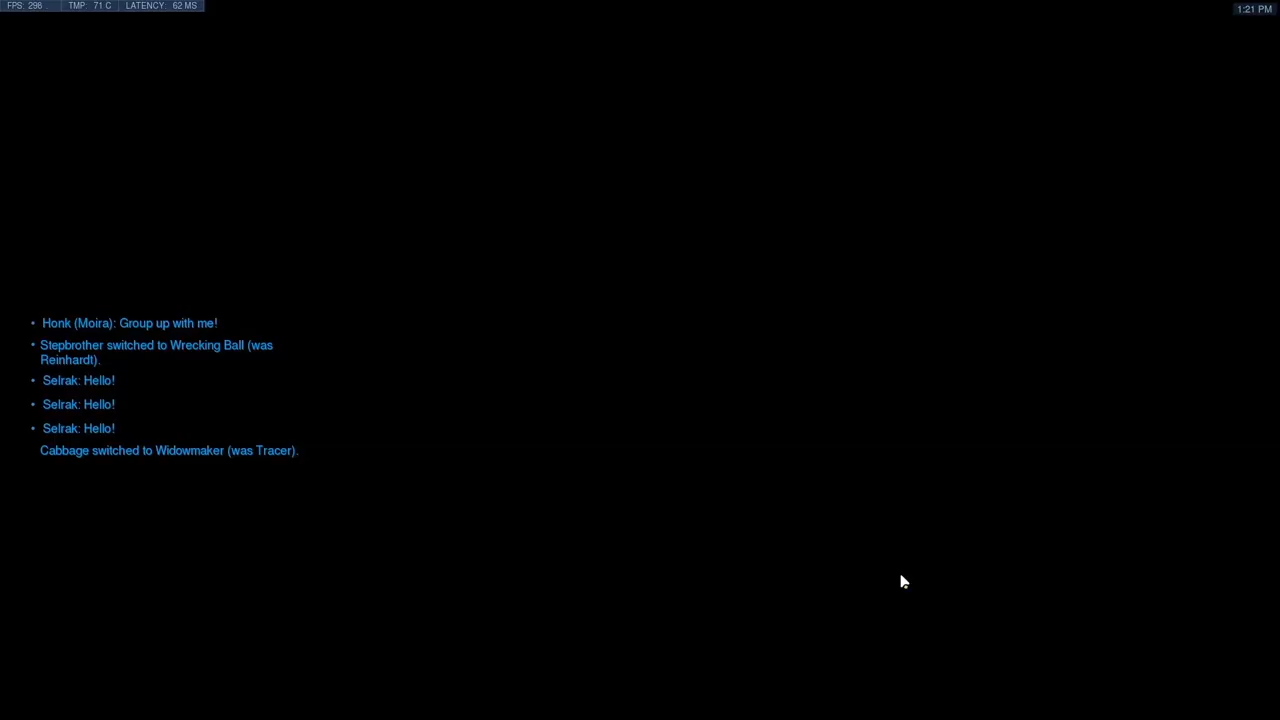 FPS: 298
TMP: 71 C
LATENCY: 62 MS
1:21 PM
• Honk (Moira): Group up with me!
• Stepbrother switched to Wrecking Ball (was
Reinhardt).
• Selrak: Hello!
• Selrak: Hello!
• Selrak: Hello!
Cabbage switched to Widowmaker (was Tracer).